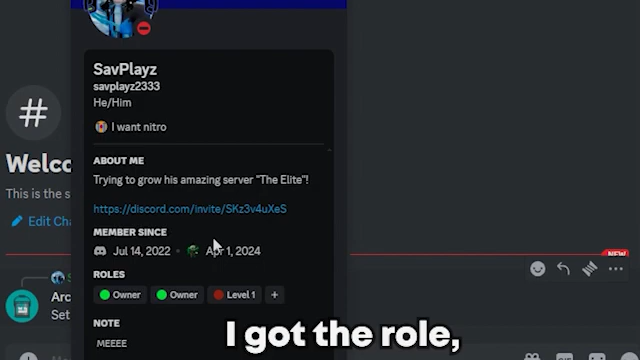 SavPlayz
savplayz2333
He/Him
I want nitro
#
Welco
This is the s
Edit Cha
ABOUT ME
Trying to grow his amazing server "The Elite"!
https://discord.com/invite/SKz3v4uXeS
MEMBER SINCE
Jul 14, 2022 • Apr 1, 2024
NEW
ROLES
Owner Owner Level 1 +
S
Arc
Set
NOTE
MEEEE
I got the role,